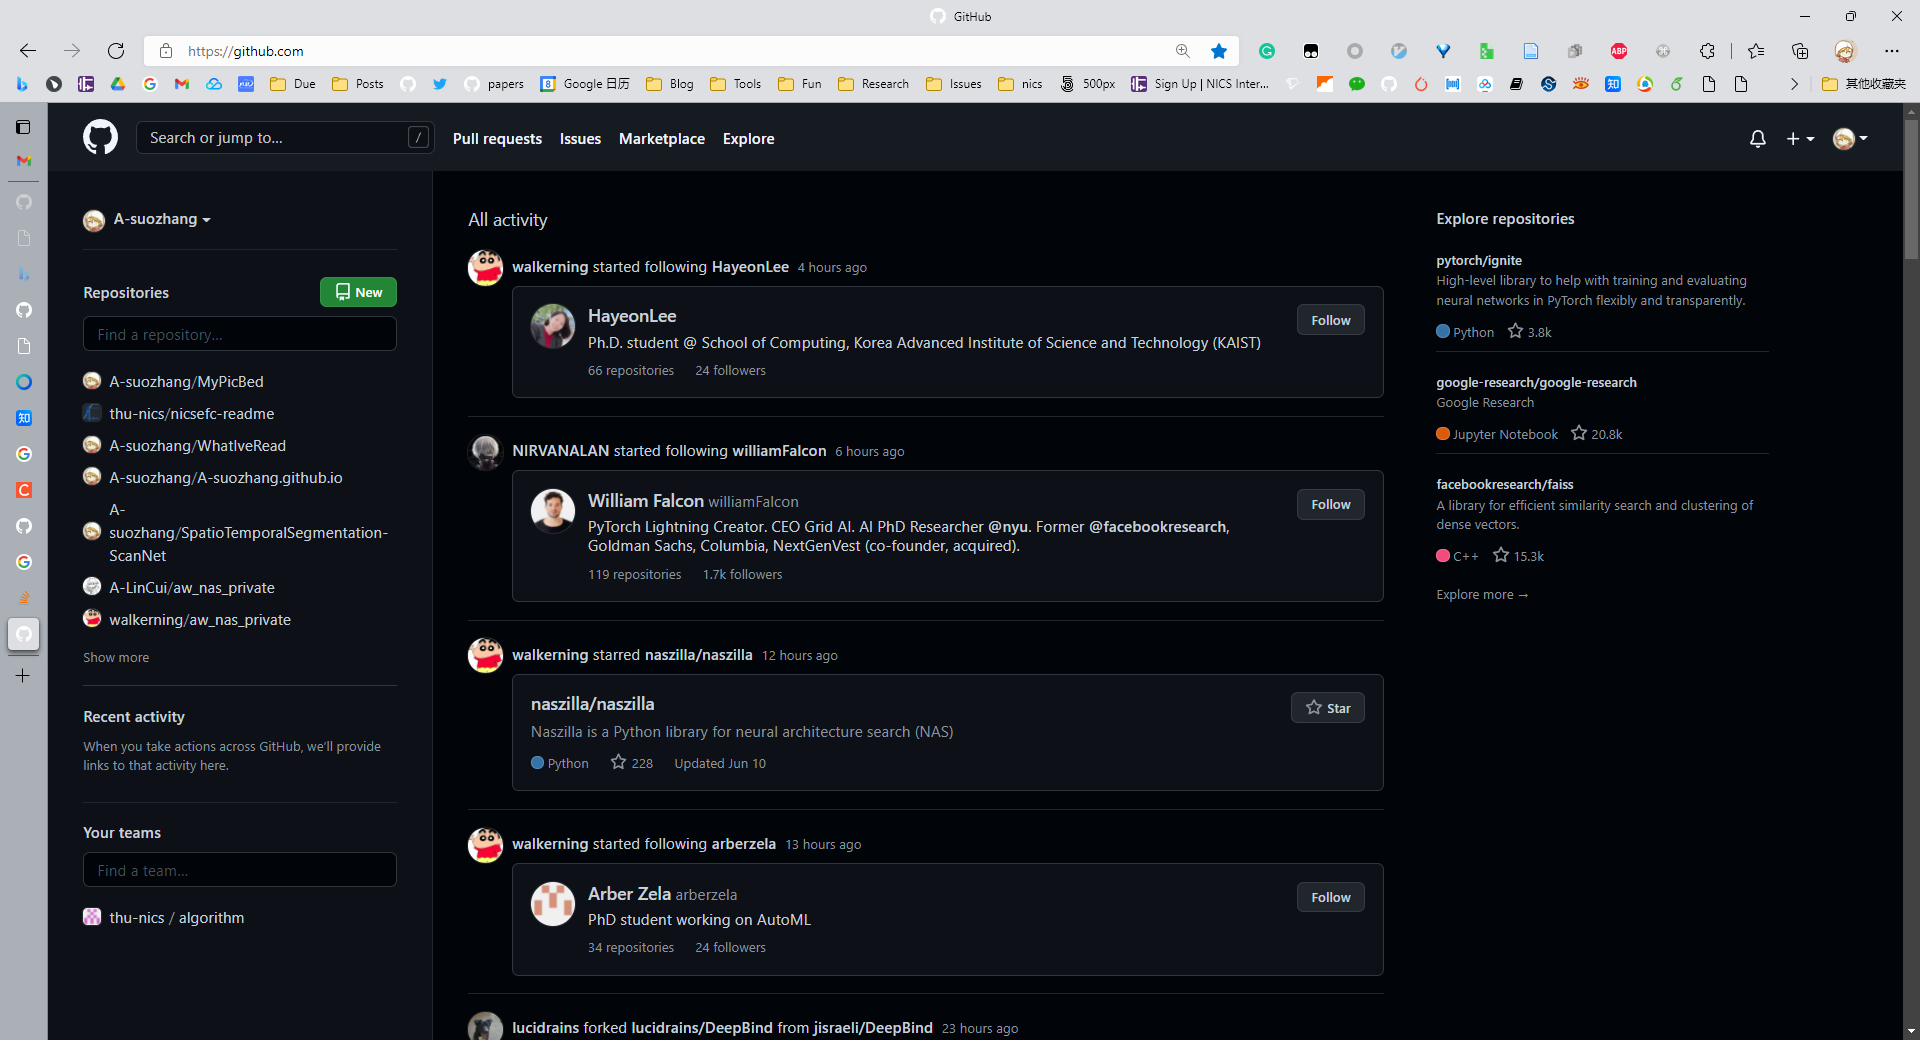 GitHub
https://github.com
Due
Posts
papers
Google 日历
Blog
Tools
Fun
Research
Issues
nics
500px
Sign Up | NICS Inter...
其他收藏夹
Search or jump to...
/
Pull requests
Issues
Marketplace
Explore
A-suozhang
Repositories
New
Find a repository...
A-suozhang/MyPicBed
thu-nics/nicsefc-readme
A-suozhang/WhatIveRead
A-suozhang/A-suozhang.github.io
A-
suozhang/SpatioTemporalSegmentation-
ScanNet
A-LinCui/aw_nas_private
walkerning/aw_nas_private
Show more
Recent activity
When you take actions across GitHub, we'll provide
links to that activity here.
Your teams
Find a team...
thu-nics / algorithm
All activity
walkerning started following HayeonLee 4 hours ago
HayeonLee
Follow
Ph.D. student @ School of Computing, Korea Advanced Institute of Science and Technology (KAIST)
66 repositories 24 followers
NIRVANALAN started following williamFalcon 6 hours ago
William Falcon williamFalcon
Follow
PyTorch Lightning Creator. CEO Grid AI. AI PhD Researcher @nyu. Former @facebookresearch,
Goldman Sachs, Columbia, NextGenVest (co-founder, acquired).
119 repositories 1.7k followers
walkerning starred naszilla/naszilla 12 hours ago
naszilla/naszilla
Star
Naszilla is a Python library for neural architecture search (NAS)
Python 228 Updated Jun 10
walkerning started following arberzela 13 hours ago
Arber Zela arberzela
Follow
PhD student working on AutoML
34 repositories 24 followers
lucidrains forked lucidrains/DeepBind from jisraeli/DeepBind 23 hours ago
Explore repositories
pytorch/ignite
High-level library to help with training and evaluating
neural networks in PyTorch flexibly and transparently.
Python 3.8k
google-research/google-research
Google Research
Jupyter Notebook 20.8k
facebookresearch/faiss
A library for efficient similarity search and clustering of
dense vectors.
C++ 15.3k
Explore more →